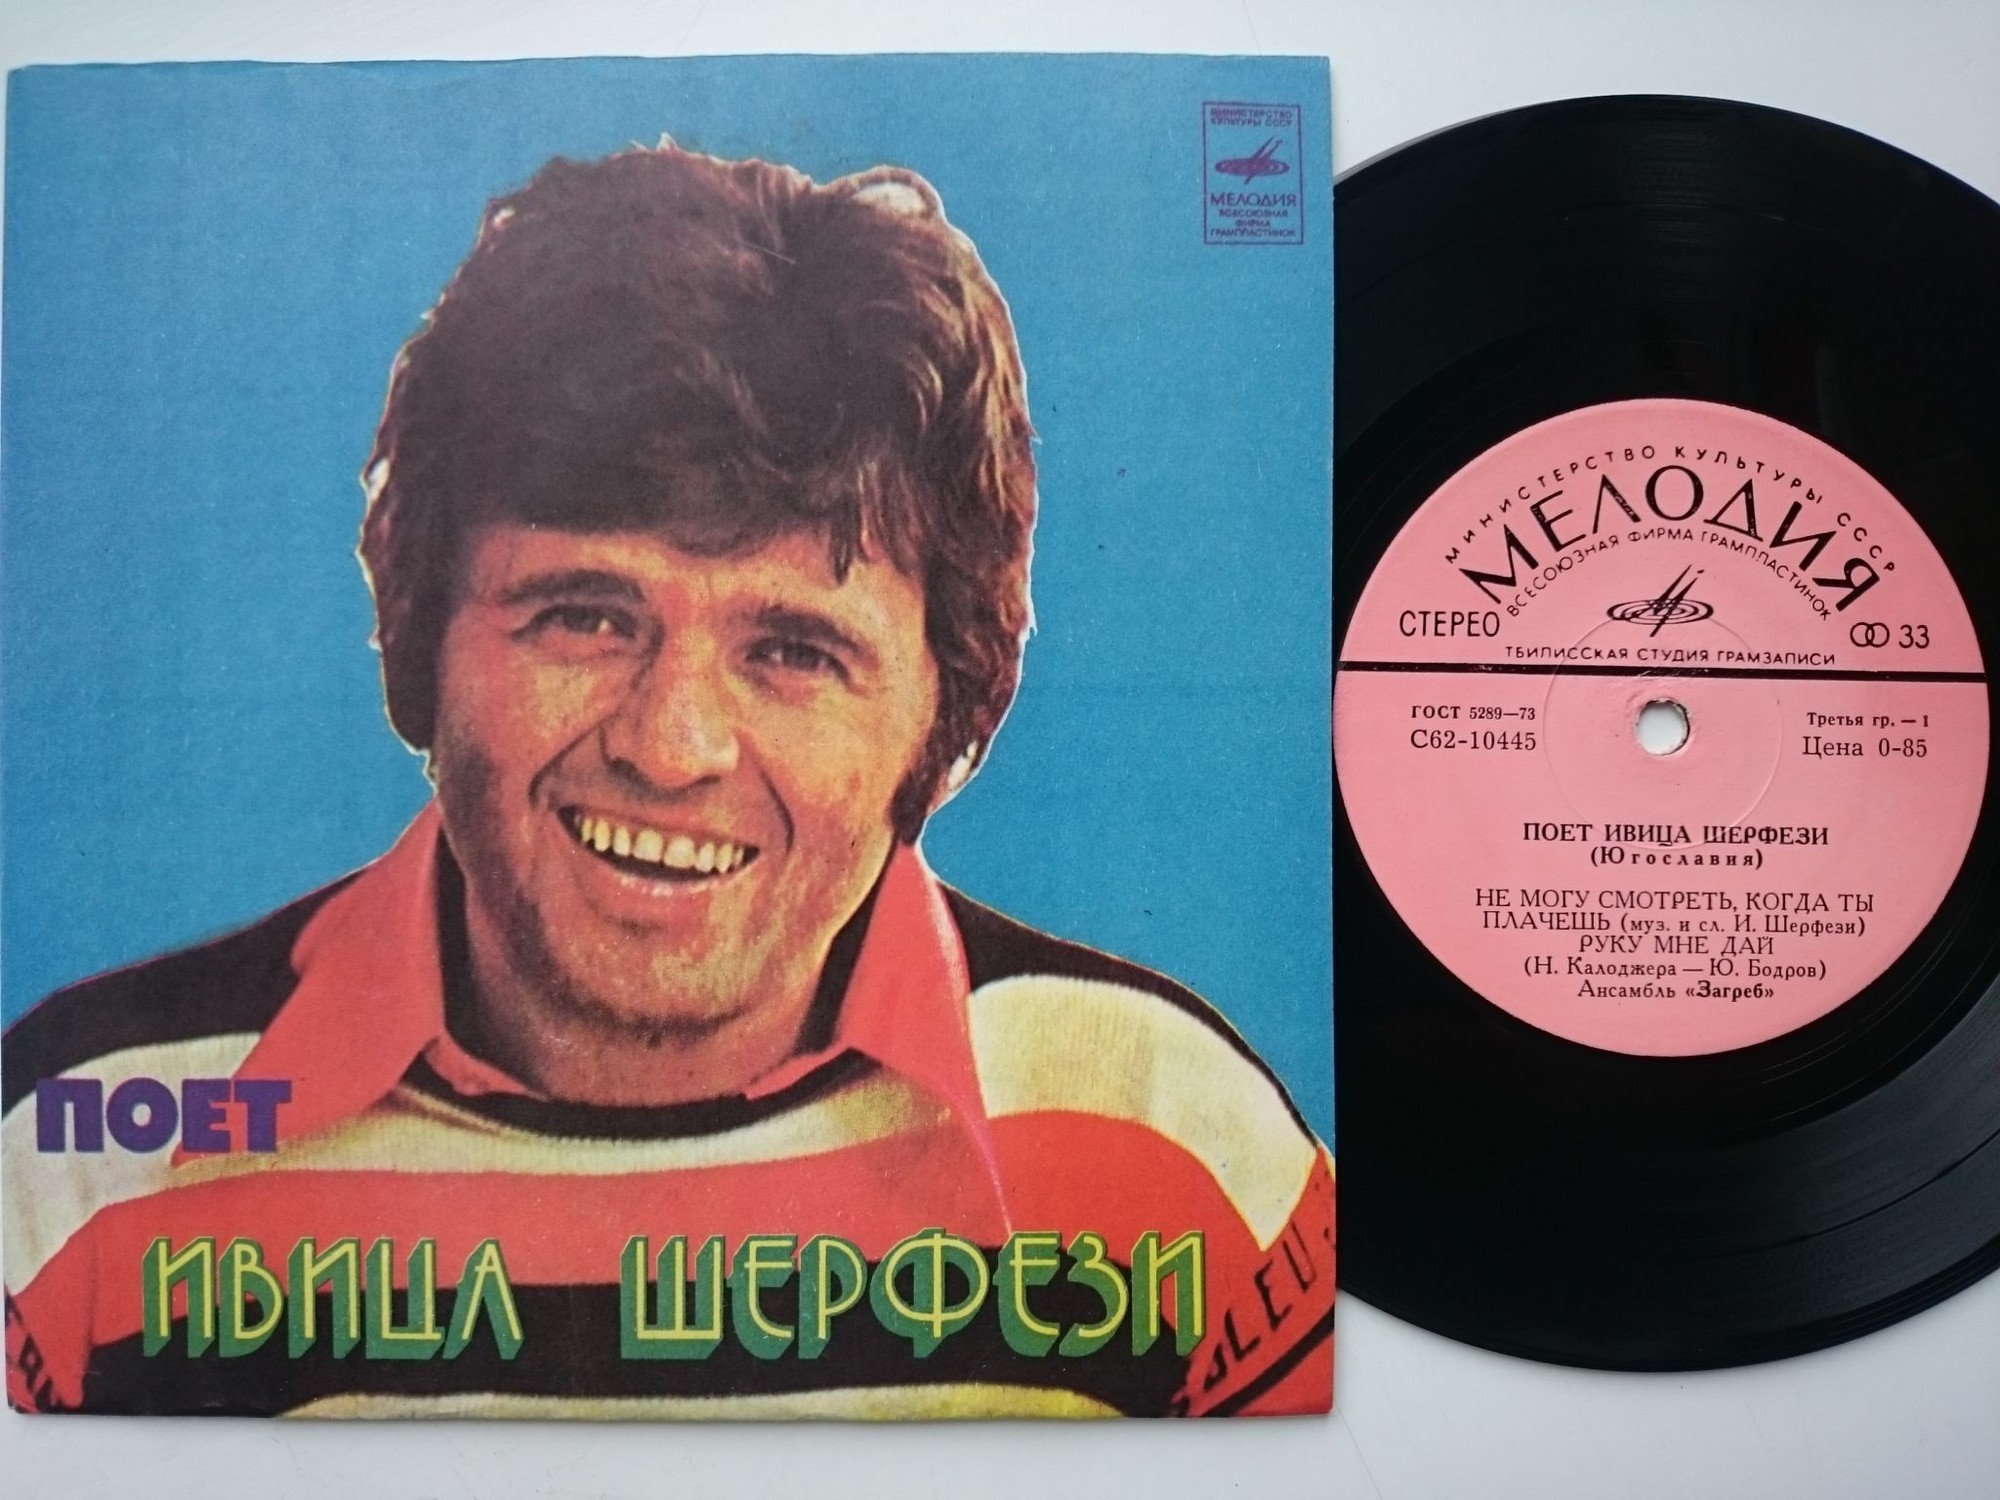 МИНИСТЕРСТВО
КУЛЬТУРЫ СССР
МЕЛОДИЯ
ВСЕСОЮЗНАЯ
ФИРМА
ГРАМПЛАСТИНОК
ПОЕТ
ИВИЦА ШЕРФЕЗИ
BLEU
МИНИСТЕРСТВО КУЛЬТУРЫ СССР
МЕЛОДИЯ
ВСЕСОЮЗНАЯ ФИРМА ГРАМПЛАСТИНОК
СТЕРЕО
33
ТБИЛИССКАЯ СТУДИЯ ГРАМЗАПИСИ
ГОСТ 5289—73
Третья гр. — 1
С62-10445
Цена 0-85
ПОЕТ ИВИЦА ШЕРФЕЗИ
(Югославия)
НЕ МОГУ СМОТРЕТЬ, КОГДА ТЫ
ПЛАЧЕШЬ (муз. и сл. И. Шерфези)
РУКУ МНЕ ДАЙ
(Н. Калоджера — Ю. Бодров)
Ансамбль «Загреб»